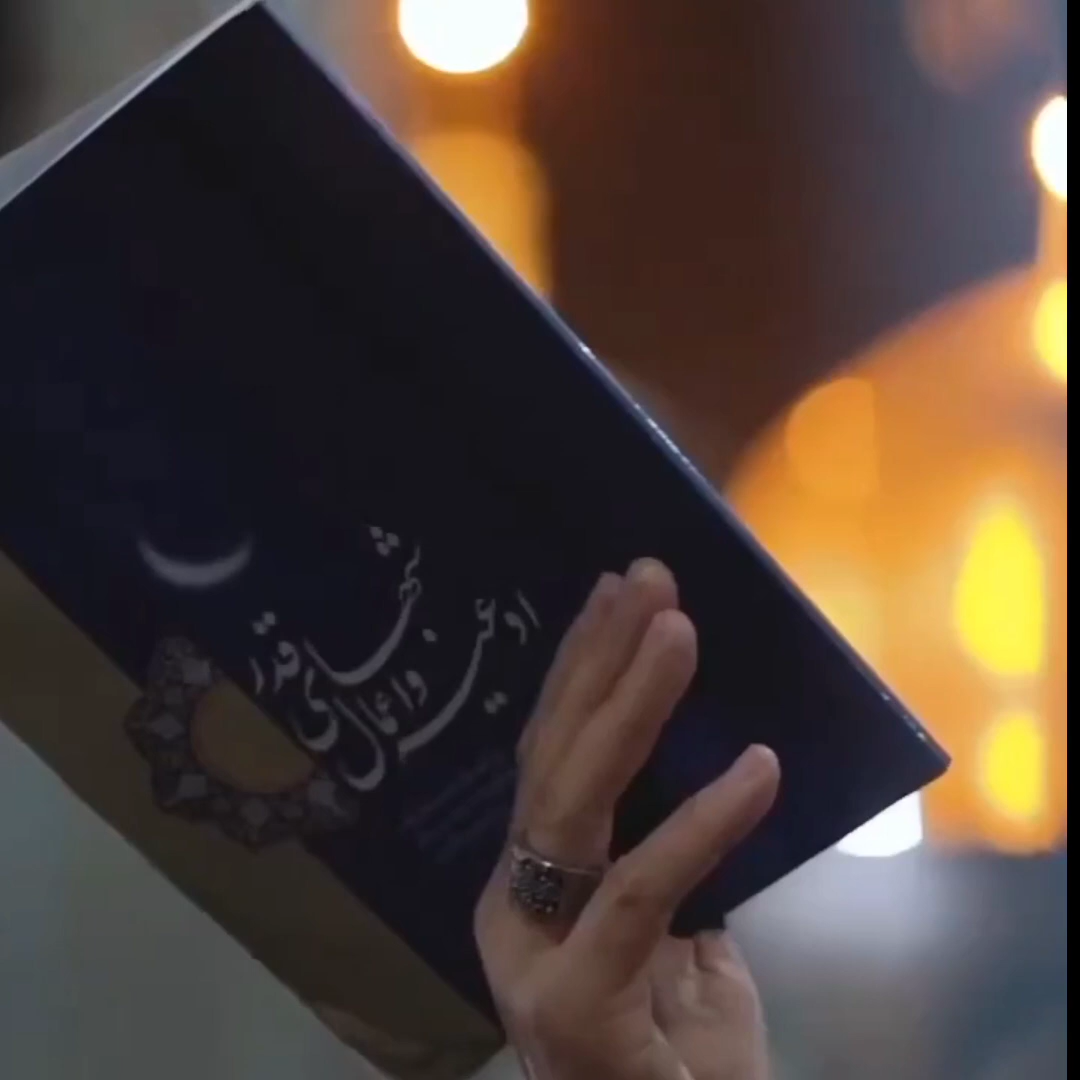 ادعیه و اعمال
شبهای قدر